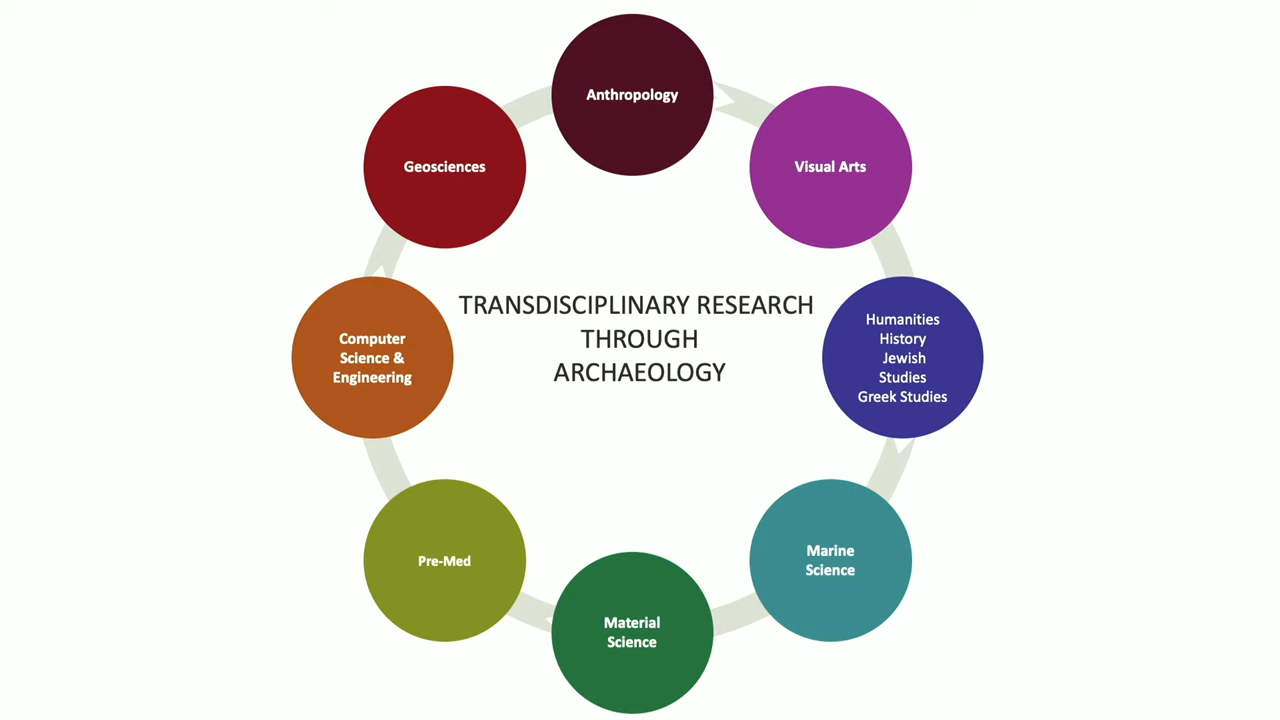 Anthropology
Geosciences
Visual Arts
TRANSDISCIPLINARY RESEARCH
THROUGH
ARCHAEOLOGY
Humanities
History
Jewish
Studies
Greek Studies
Computer
Science &
Engineering
Pre-Med
Marine
Science
Material
Science